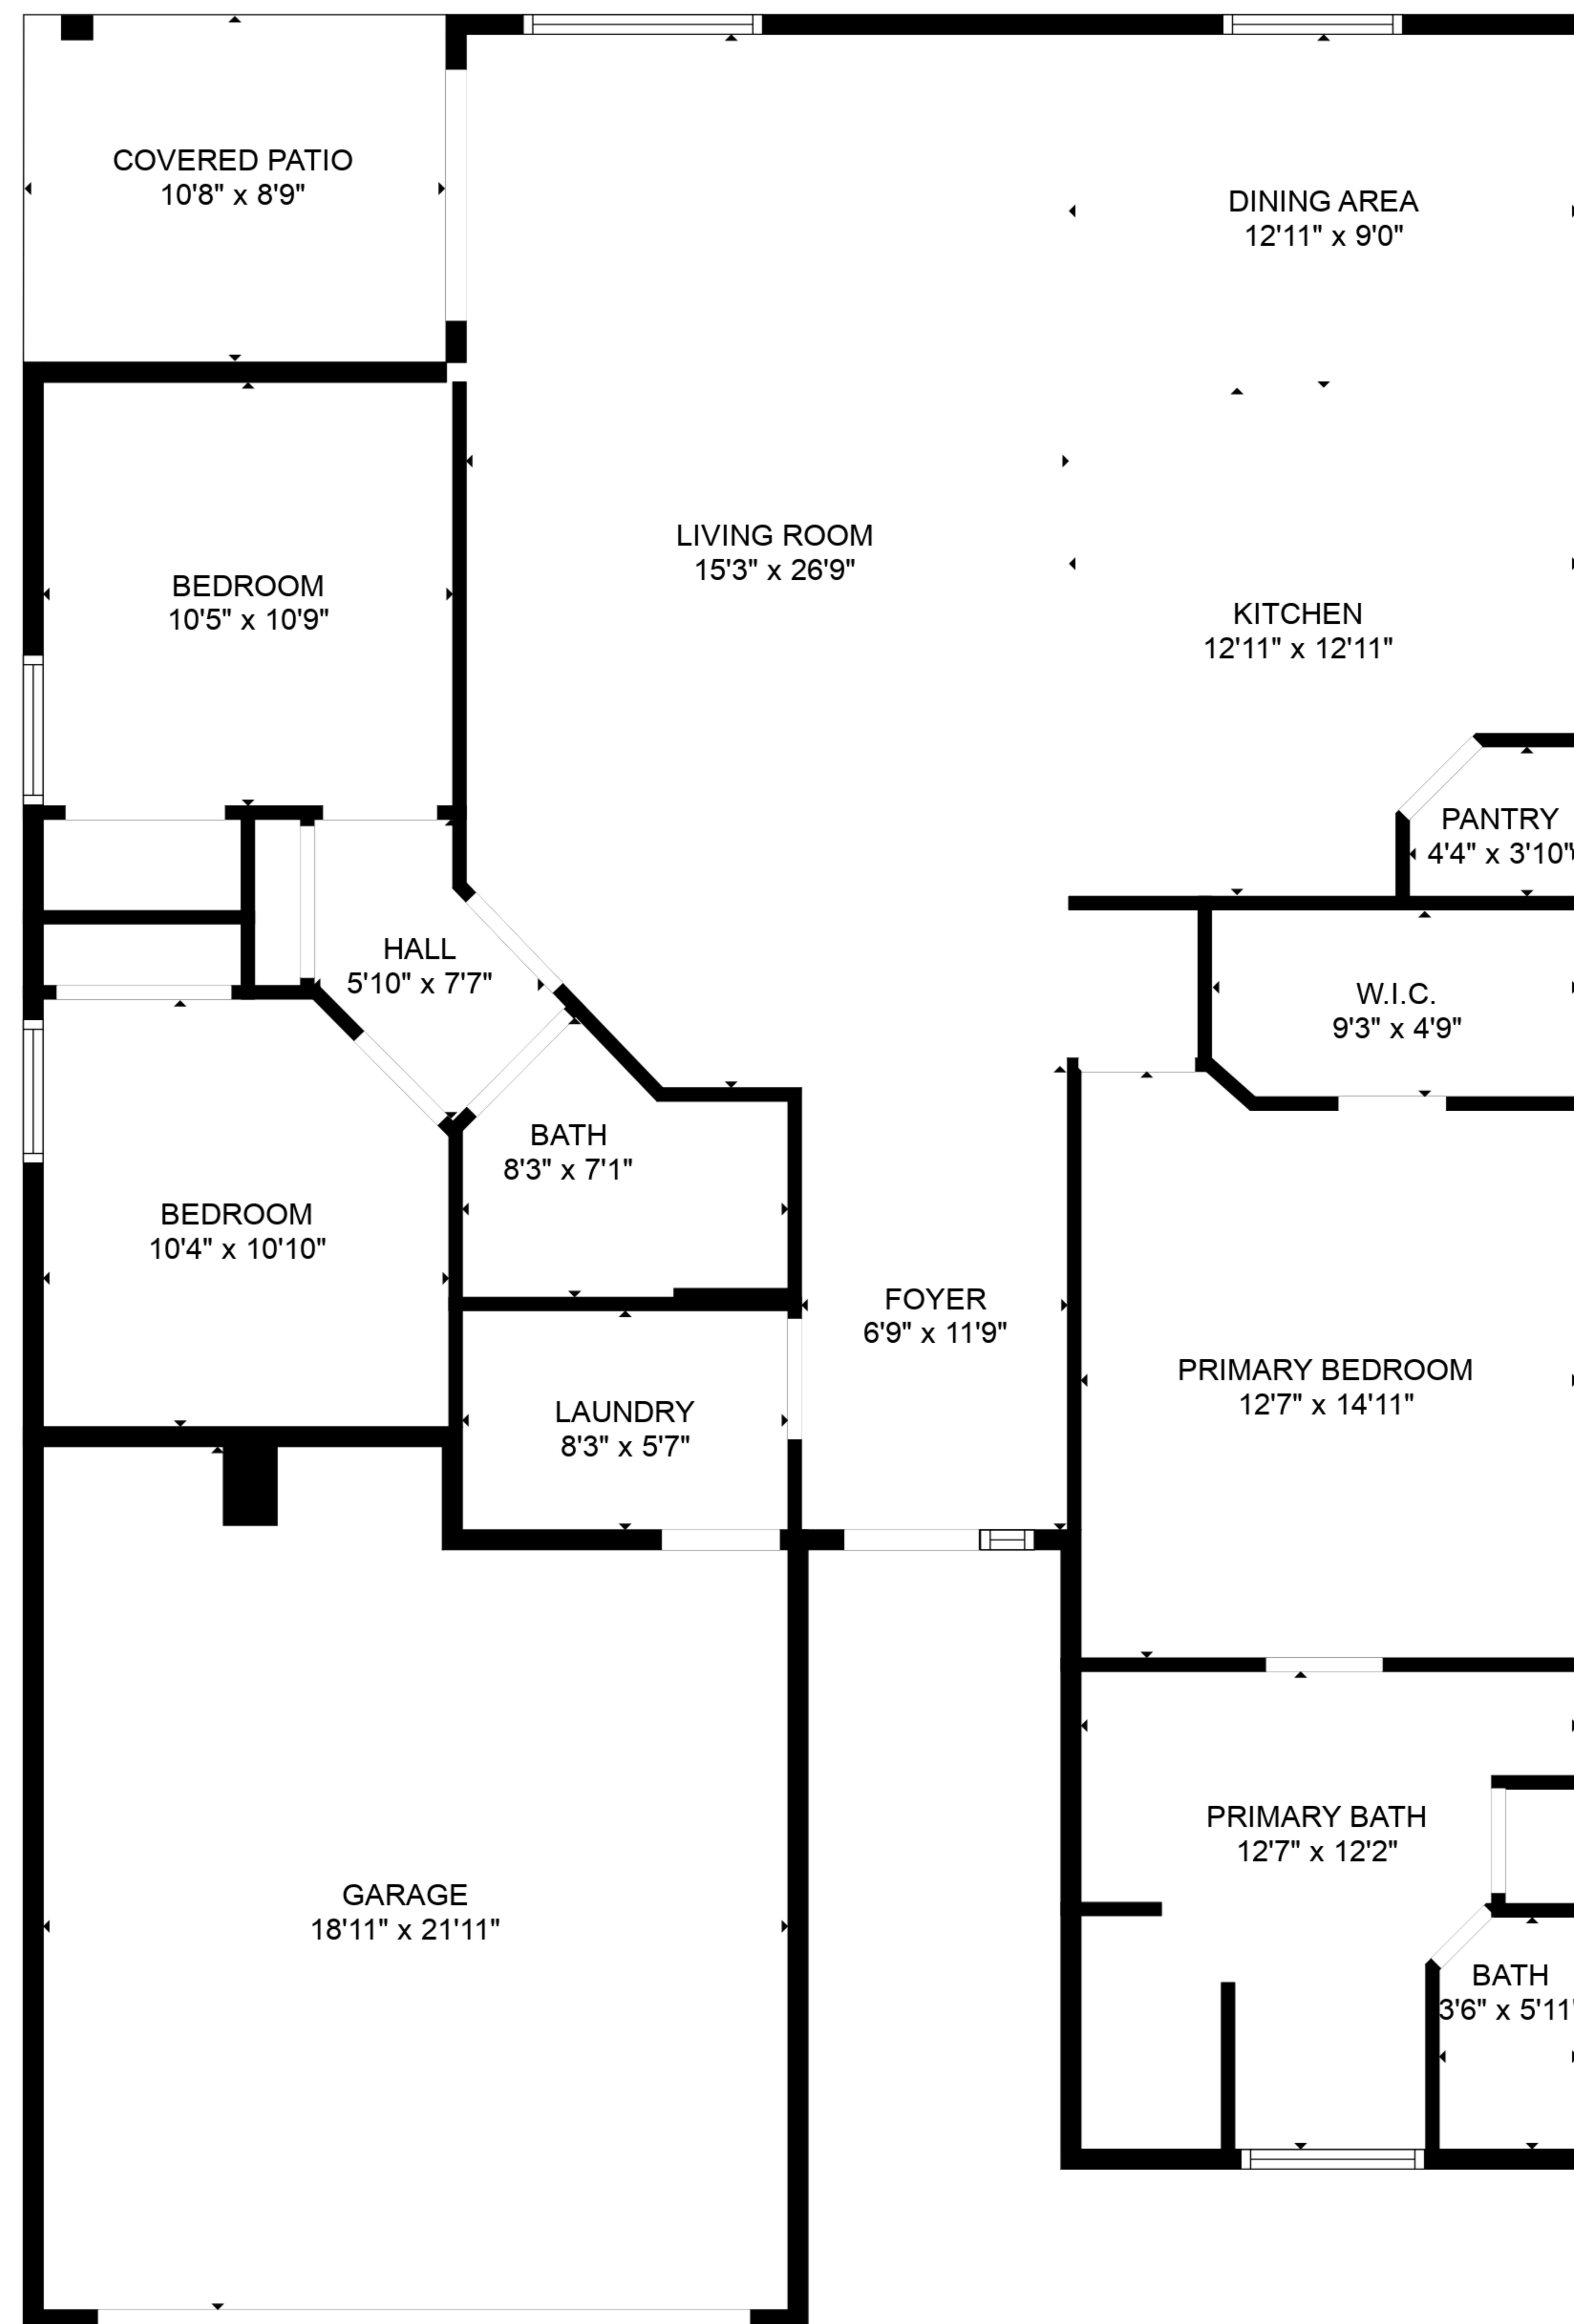 COVERED PATIO
10'8" x 8'9"
DINING AREA
12'11" x 9'0"
LIVING ROOM
15'3" x 26'9"
BEDROOM
10'5" x 10'9"
KITCHEN
12'11" x 12'11"
PANTRY
4'4" x 3'10"
HALL
5'10" x 7'7"
W.I.C.
9'3" x 4'9"
BATH
8'3" x 7'1"
BEDROOM
10'4" x 10'10"
FOYER
6'9" x 11'9"
PRIMARY BEDROOM
12'7" x 14'11"
LAUNDRY
8'3" x 5'7"
PRIMARY BATH
12'7" x 12'2"
GARAGE
18'11" x 21'11"
BATH
3'6" x 5'11"